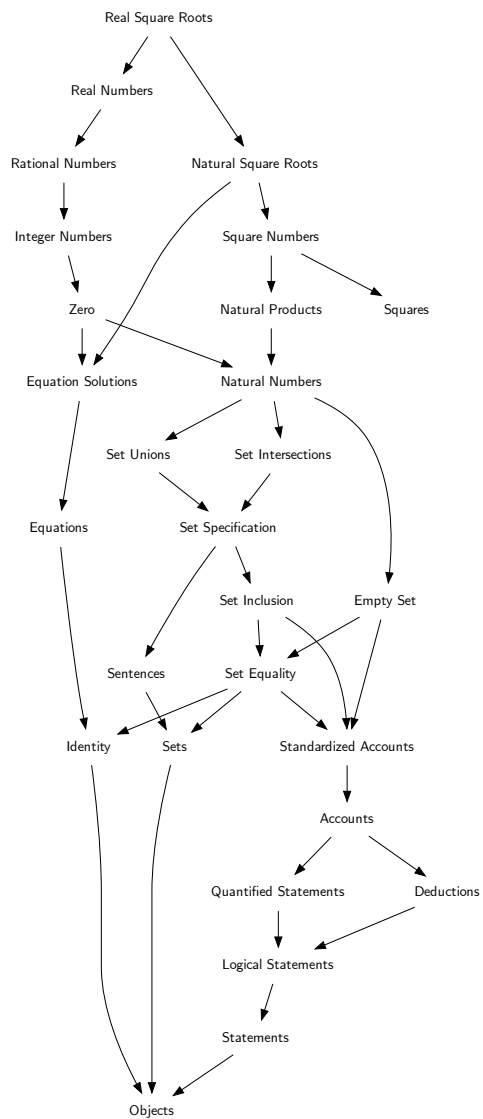 Real Square Roots
Real Numbers
Rational Numbers
Natural Square Roots
Integer Numbers
Square Numbers
Zero
Natural Products
Squares
Equation Solutions
Natural Numbers
Set Unions
Set Intersections
Equations
Set Specification
Set Inclusion
Empty Set
Sentences
Set Equality
Identity
Sets
Standardized Accounts
Accounts
Quantified Statements
Deductions
Logical Statements
Statements
Objects